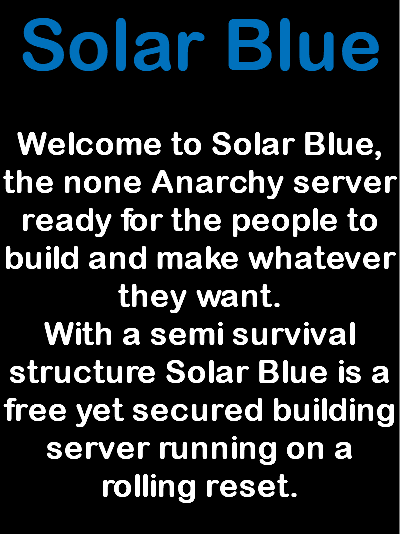 Solar Blue
Welcome to Solar Blue,
the none Anarchy server
ready for the people to
build and make whatever
they want.
With a semi survival
structure Solar Blue is a
free yet secured building
server running on a
rolling reset.